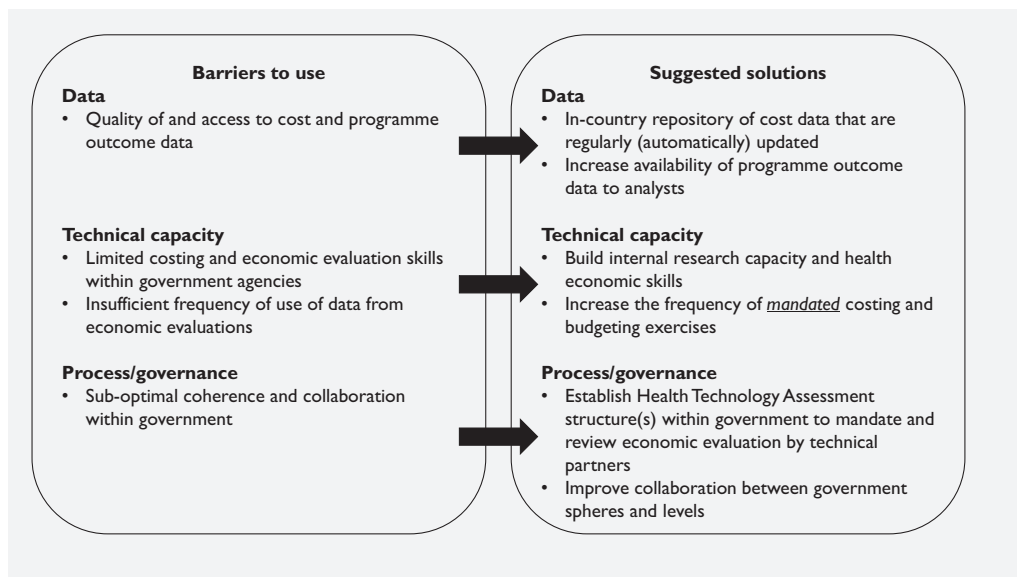 Barriers to use
Data
• Quality of and access to cost and programme
outcome data
Technical capacity
• Limited costing and economic evaluation skills
within government agencies
• Insufficient frequency of use of data from
economic evaluations
Process/governance
• Sub-optimal coherence and collaboration
within government
Suggested solutions
Data
• In-country repository of cost data that are
regularly (automatically) updated
• Increase availability of programme outcome
data to analysts
Technical capacity
• Build internal research capacity and health
economic skills
• Increase the frequency of mandated costing and
budgeting exercises
Process/governance
• Establish Health Technology Assessment
structure(s) within government to mandate and
review economic evaluation by technical
partners
• Improve collaboration between government
spheres and levels